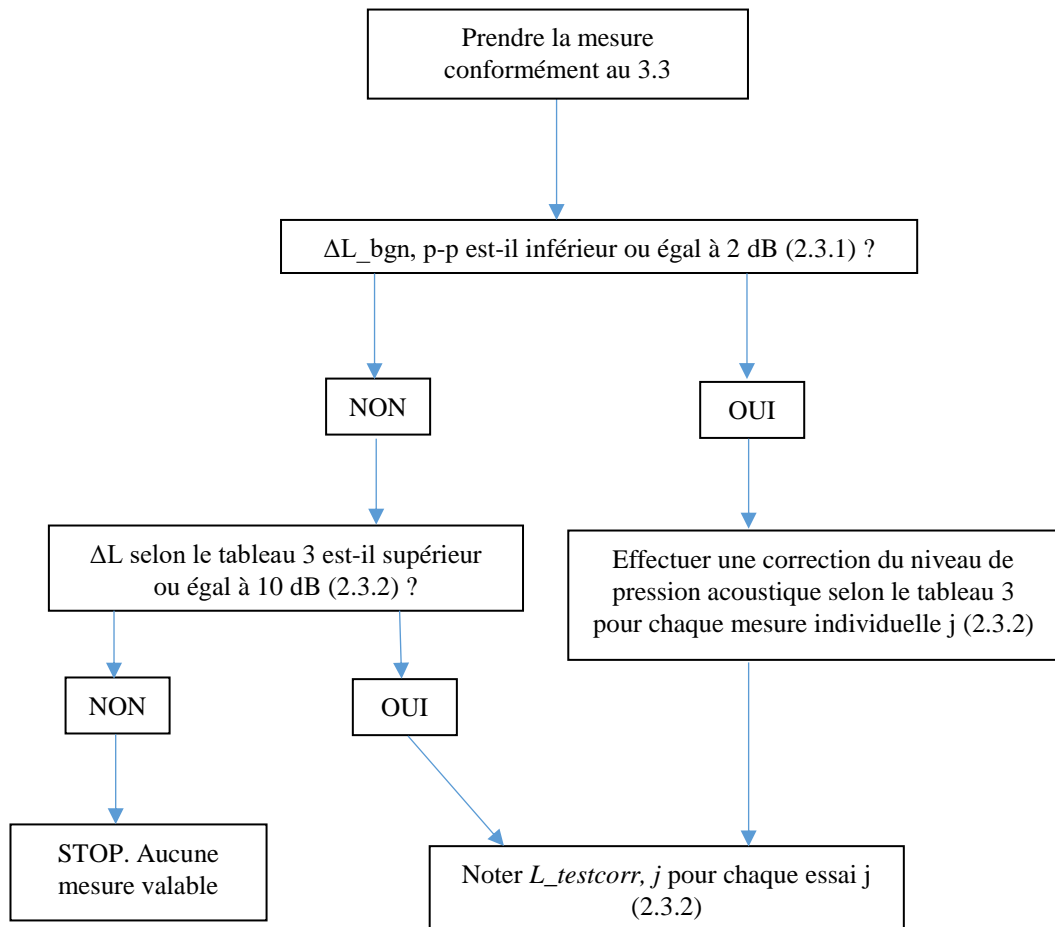 Prendre la mesure
conformément au 3.3
ΔL_bgn, p-p est-il inférieur ou égal à 2 dB (2.3.1) ?
NON
OUI
ΔL selon le tableau 3 est-il supérieur
ou égal à 10 dB (2.3.2) ?
Effectuer une correction du niveau de
pression acoustique selon le tableau 3
pour chaque mesure individuelle j (2.3.2)
NON
OUI
STOP. Aucune
mesure valable
Noter L_testcorr, j pour chaque essai j
(2.3.2)